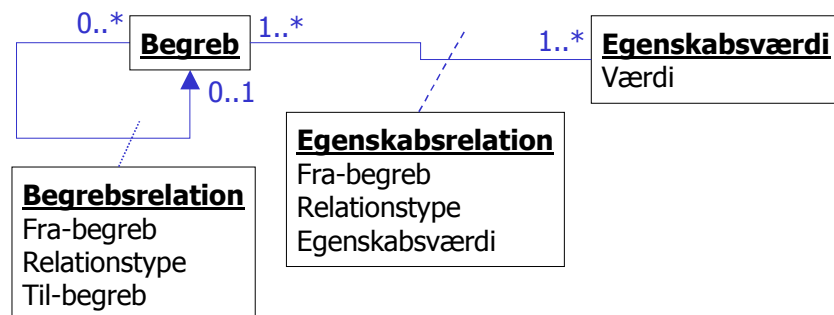 0..*
Begreb
1..*
0..1
1..*
Egenskabsværdi
Værdi
Egenskabsrelation
Fra-begreb
Relationstype
Egenskabsværdi
Begrebsrelation
Fra-begreb
Relationstype
Til-begreb